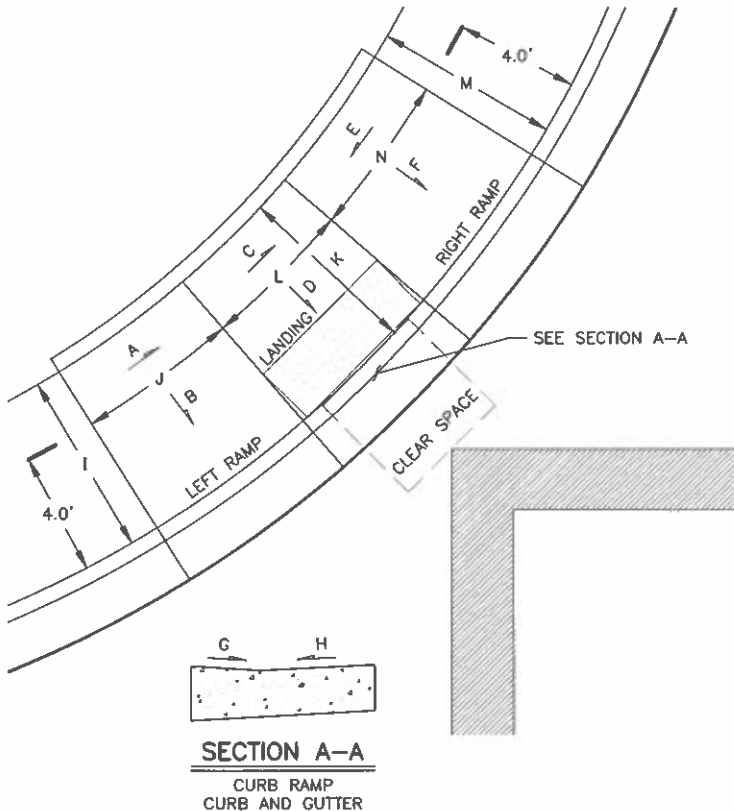 M
4.0'
E
N
F
RIGHT RAMP
C
K
L
D
LANDING
SEE SECTION A-A
A
J
B
CLEAR SPACE
LEFT RAMP
I
4.0'
G
H
SECTION A-A
CURB RAMP
CURB AND GUTTER